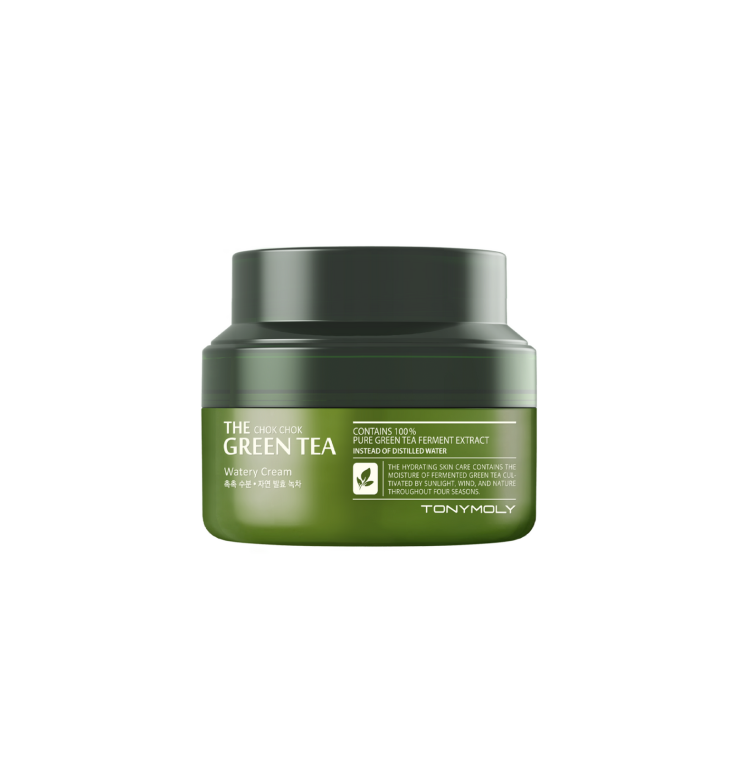 THE CHOK CHOK
GREEN TEA
Watery Cream
촉촉 수분 • 자연 발효 녹차
CONTAINS 100%
PURE GREEN TEA FERMENT EXTRACT
INSTEAD OF DISTILLED WATER
THE HYDRATING SKIN CARE CONTAINS THE
MOISTURE OF FERMENTED GREEN TEA CUL-
TIVATED BY SUNLIGHT, WIND, AND NATURE
THROUGHOUT FOUR SEASONS.
TONYMOLY